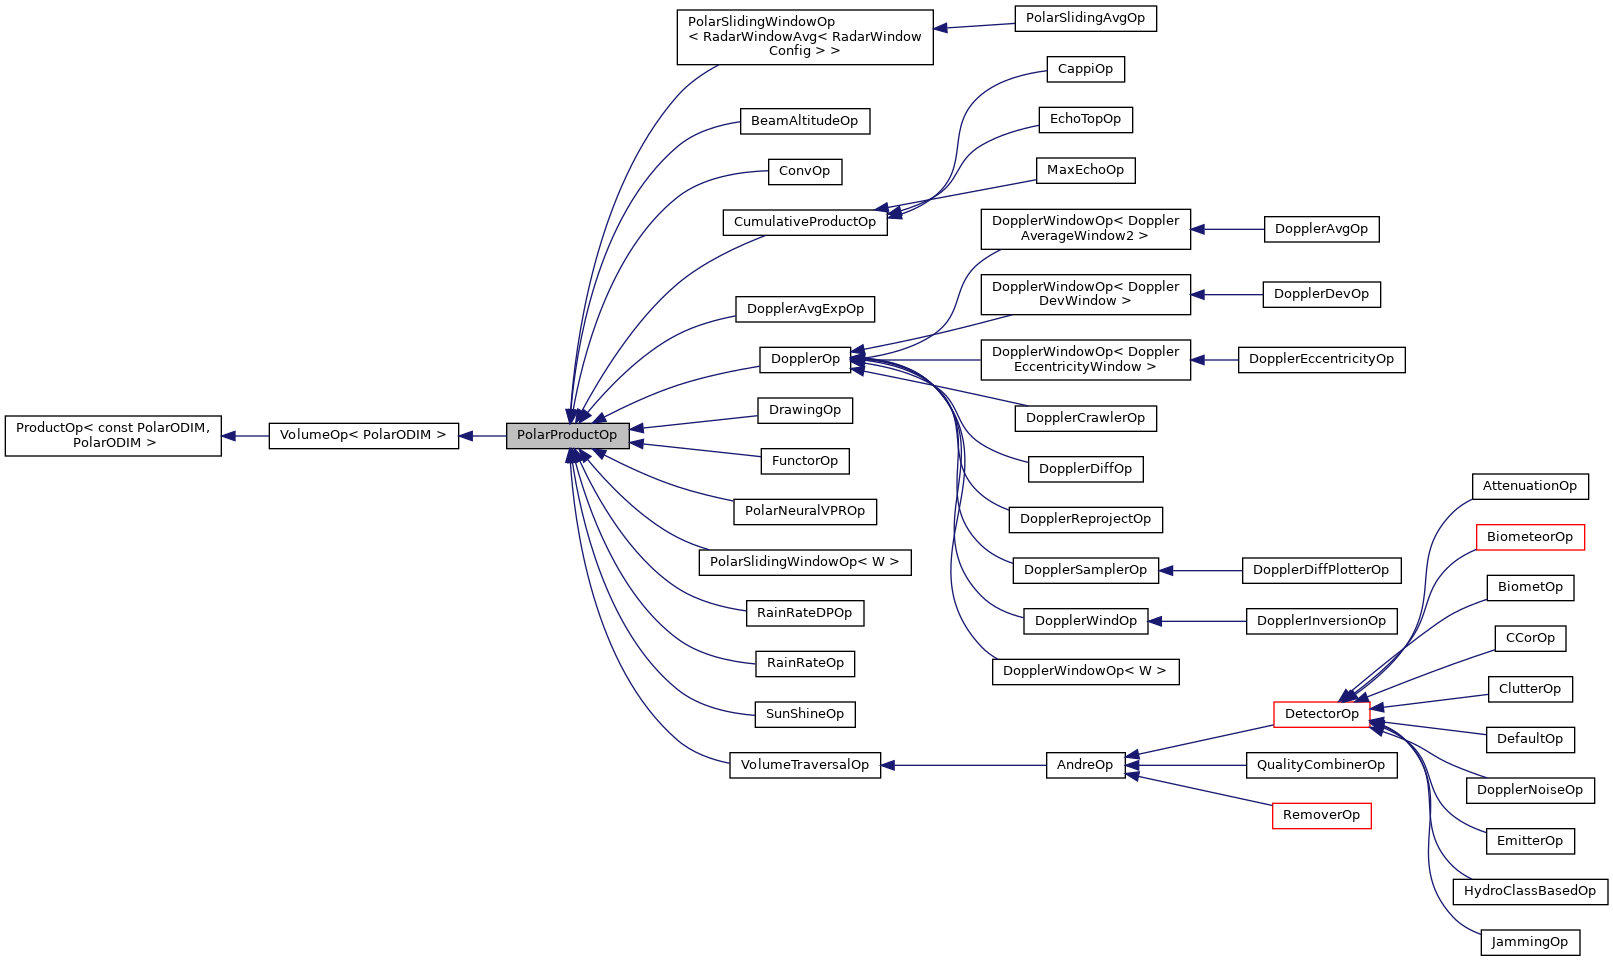 ProductOp< const PolarODIM,
PolarODIM >
VolumeOp< PolarODIM >
PolarProductOp
PolarSlidingWindowOp
< RadarWindowAvg< RadarWindow
Config > >
BeamAltitudeOp
ConvOp
CumulativeProductOp
DopplerAvgExpOp
DopplerOp
DrawingOp
FunctorOp
PolarNeuralVPROp
PolarSlidingWindowOp< W >
RainRateDPOp
RainRateOp
SunShineOp
VolumeTraversalOp
PolarSlidingAvgOp
CappiOp
EchoTopOp
MaxEchoOp
DopplerWindowOp< Doppler
AverageWindow2 >
DopplerWindowOp< Doppler
DevWindow >
DopplerWindowOp< Doppler
EccentricityWindow >
DopplerCrawlerOp
DopplerDiffOp
DopplerReprojectOp
DopplerSamplerOp
DopplerWindOp
DopplerWindowOp< W >
AndreOp
DopplerAvgOp
DopplerDevOp
DopplerEccentricityOp
DopplerDiffPlotterOp
DopplerInversionOp
DetectorOp
QualityCombinerOp
RemoverOp
AttenuationOp
BiometeorOp
BiometOp
CCorOp
ClutterOp
DefaultOp
DopplerNoiseOp
EmitterOp
HydroClassBasedOp
JammingOp